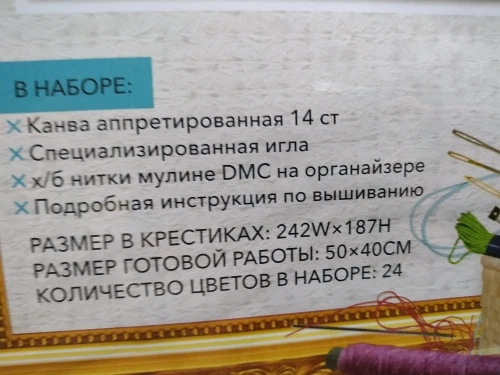 В НАБОРЕ:
× Канва аппретированная 14 ст
× Специализированная игла
× х/б нитки мулине DMC на органайзере
× Подробная инструкция по вышиванию
РАЗМЕР В КРЕСТИКАХ: 242W×187H
РАЗМЕР ГОТОВОЙ РАБОТЫ: 50×40СМ
КОЛИЧЕСТВО ЦВЕТОВ В НАБОРЕ: 24